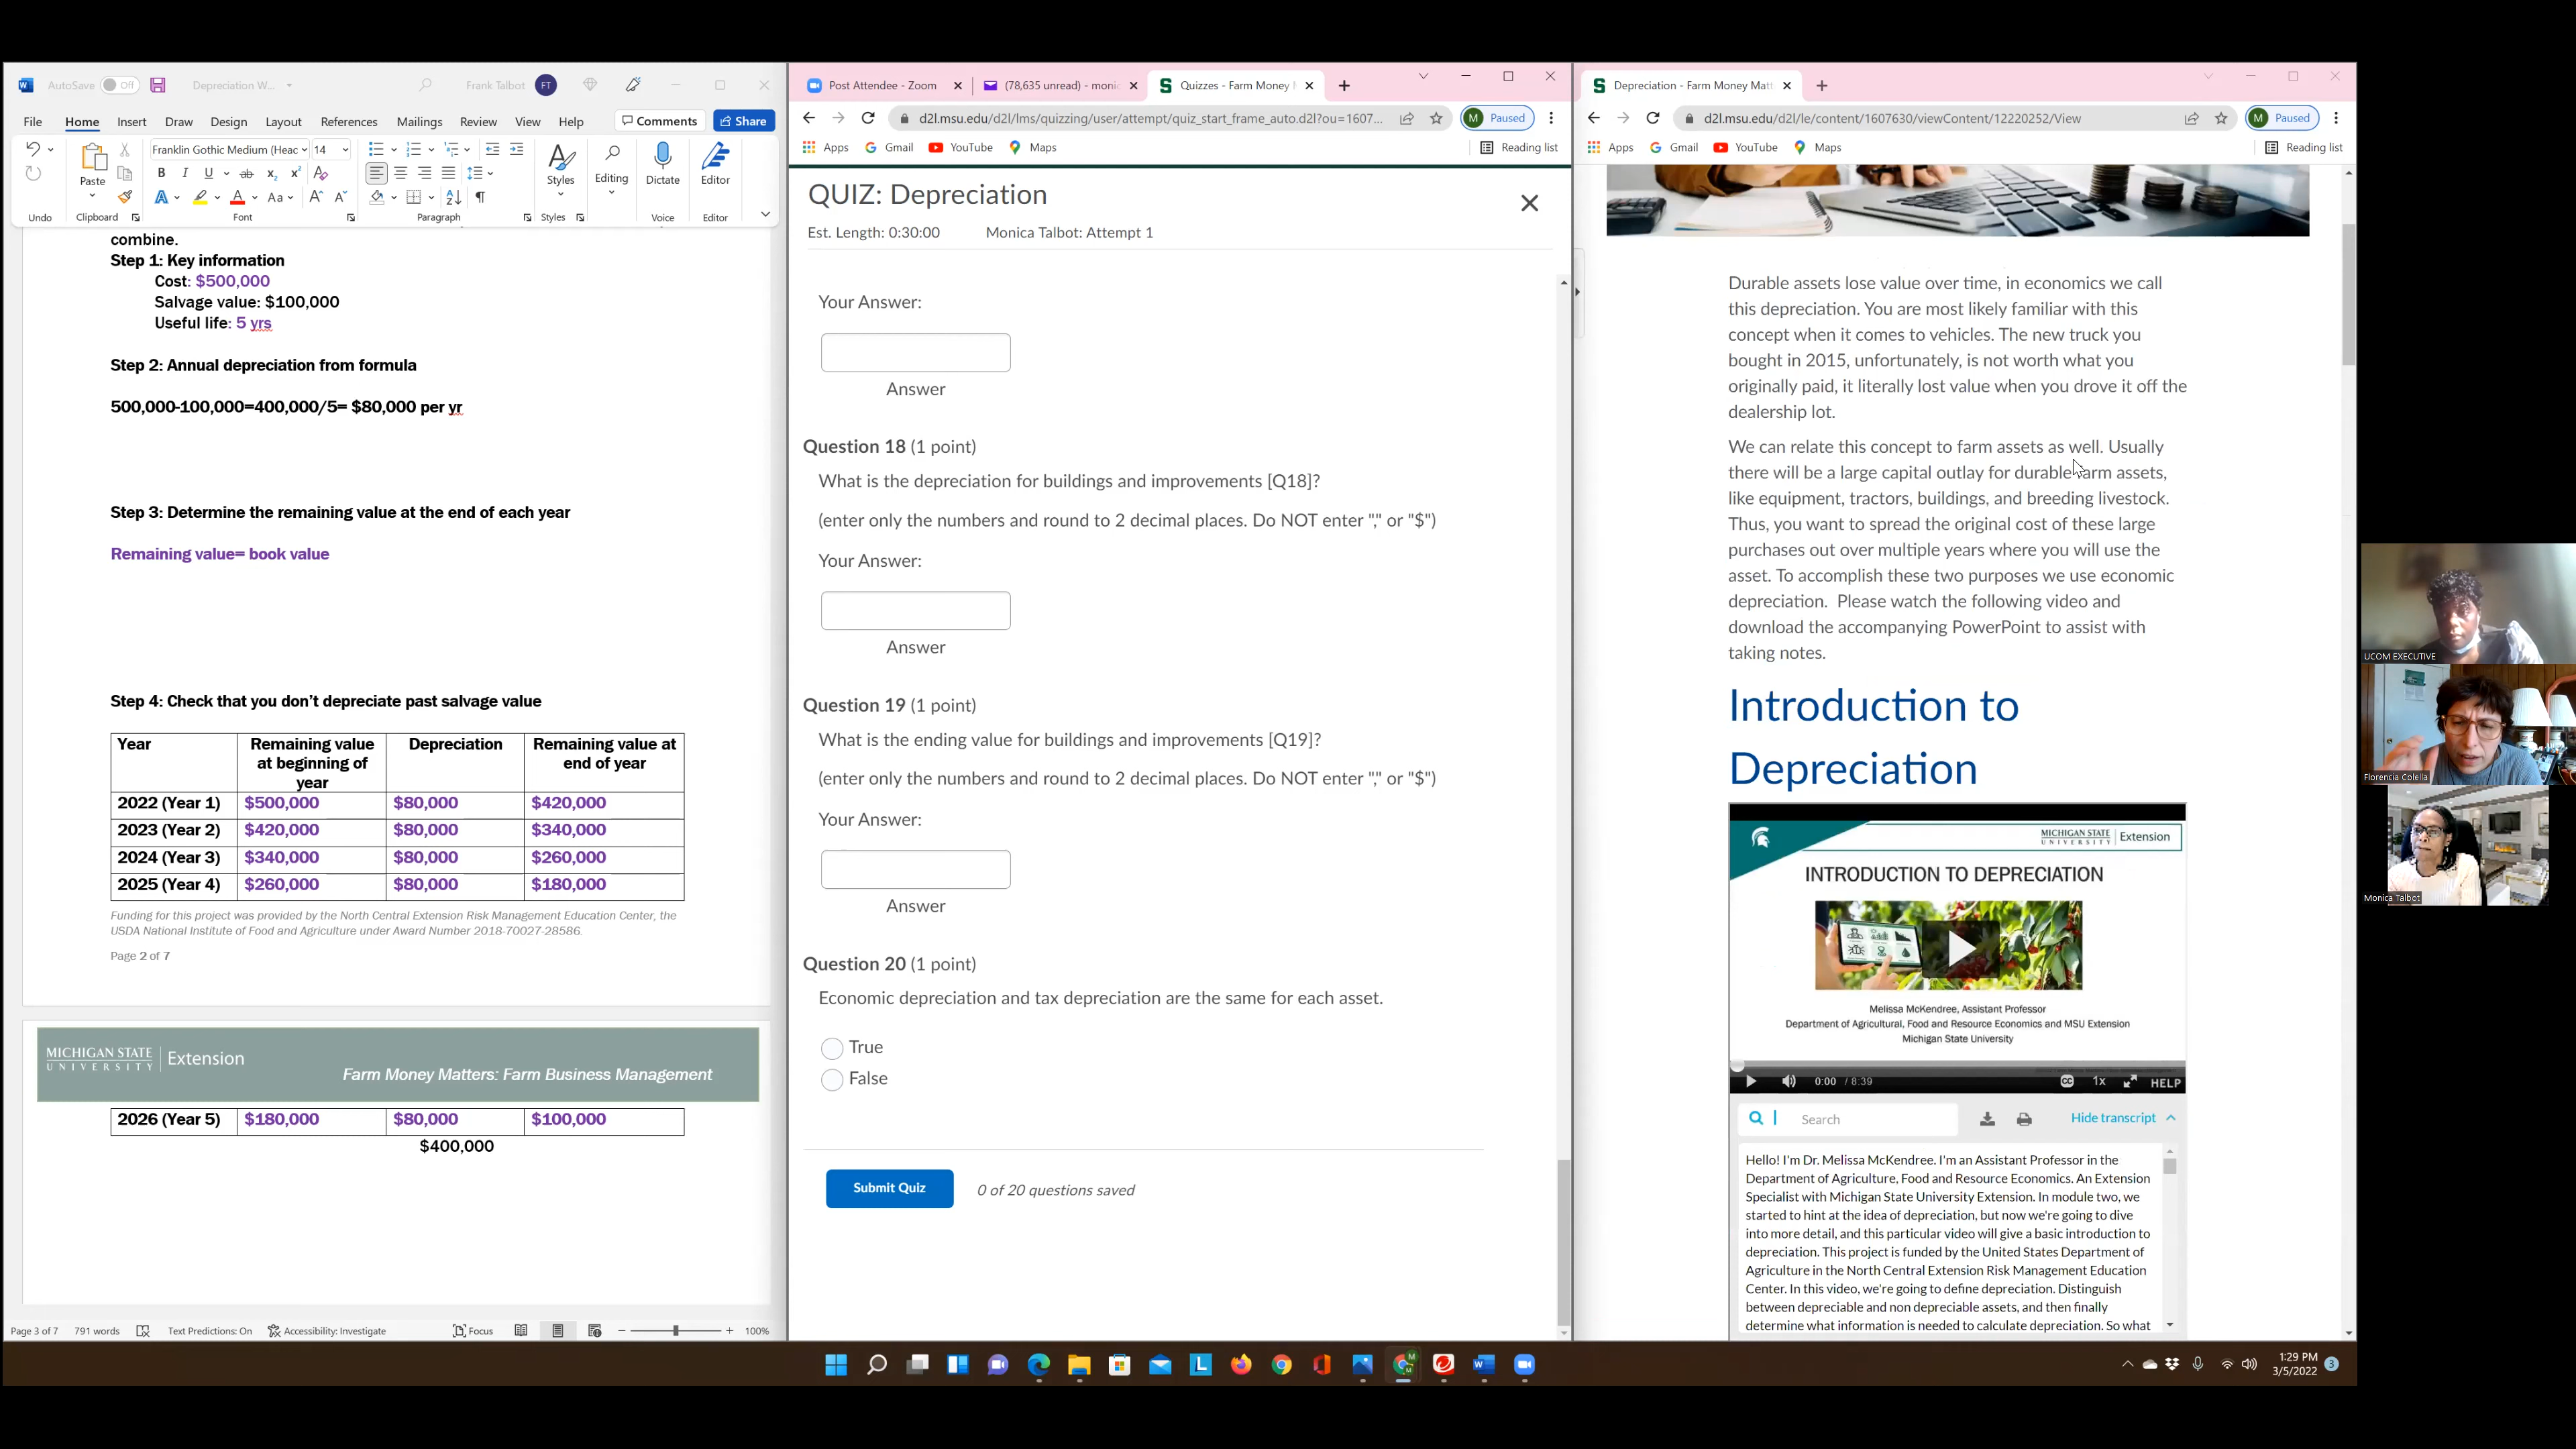 AutoSave
Off
Depreciation W...
Frank Talbot
FT
File
Home
Insert
Draw
Design
Layout
References
Mailings
Review
View
Help
Comments
Share
Franklin Gothic Medium (Heac
14
Paste
Styles
Editing
Dictate
Editor
Undo
Clipboard
Font
Paragraph
Styles
Voice
Editor
combine.
Step 1: Key information
Cost: $500,000
Salvage value: $100,000
Useful life: 5 yrs
Step 2: Annual depreciation from formula
500,000-100,000=400,000/5= $80,000 per yr
Step 3: Determine the remaining value at the end of each year
Remaining value= book value
Step 4: Check that you don't depreciate past salvage value
Year
Remaining value
at beginning of
year
Depreciation
Remaining value at
end of year
2022 (Year 1) $500,000 $80,000 $420,000
2023 (Year 2) $420,000 $80,000 $340,000
2024 (Year 3) $340,000 $80,000 $260,000
2025 (Year 4) $260,000 $80,000 $180,000
Funding for this project was provided by the North Central Extension Risk Management Education Center, the
USDA National Institute of Food and Agriculture under Award Number 2018-70027-28586.
Page 2 of 7
MICHIGAN STATE
UNIVERSITY
Extension
Farm Money Matters: Farm Business Management
2026 (Year 5) $180,000 $80,000 $100,000
$400,000
Page 3 of 7
791 words
Text Predictions: On
Accessibility: Investigate
Focus
100%
Post Attendee - Zoom
(78,635 unread) - monic
Quizzes - Farm Money M
d2l.msu.edu/d2l/lms/quizzing/user/attempt/quiz_start_frame_auto.d2l?ou=1607...
M
Paused
Apps
Gmail
YouTube
Maps
Reading list
QUIZ: Depreciation
Est. Length: 0:30:00
Monica Talbot: Attempt 1
Your Answer:
Answer
Question 18 (1 point)
What is the depreciation for buildings and improvements [Q18]?
(enter only the numbers and round to 2 decimal places. Do NOT enter "," or "$")
Your Answer:
Answer
Question 19 (1 point)
What is the ending value for buildings and improvements [Q19]?
(enter only the numbers and round to 2 decimal places. Do NOT enter "," or "$")
Your Answer:
Answer
Question 20 (1 point)
Economic depreciation and tax depreciation are the same for each asset.
True
False
Submit Quiz
0 of 20 questions saved
Depreciation - Farm Money Matt
d2l.msu.edu/d2l/le/content/1607630/viewContent/12220252/View
M
Paused
Apps
Gmail
YouTube
Maps
Reading list
Durable assets lose value over time, in economics we call
this depreciation. You are most likely familiar with this
concept when it comes to vehicles. The new truck you
bought in 2015, unfortunately, is not worth what you
originally paid, it literally lost value when you drove it off the
dealership lot.
We can relate this concept to farm assets as well. Usually
there will be a large capital outlay for durable farm assets,
like equipment, tractors, buildings, and breeding livestock.
Thus, you want to spread the original cost of these large
purchases out over multiple years where you will use the
asset. To accomplish these two purposes we use economic
depreciation. Please watch the following video and
download the accompanying PowerPoint to assist with
taking notes.
Introduction to
Depreciation
MICHIGAN STATE
UNIVERSITY
Extension
INTRODUCTION TO DEPRECIATION
Melissa McKendree, Assistant Professor
Department of Agricultural, Food and Resource Economics and MSU Extension
Michigan State University
0:00 / 8:39
CC
1x
HELP
Search
Hide transcript
Hello! I'm Dr. Melissa McKendree. I'm an Assistant Professor in the
Department of Agriculture, Food and Resource Economics. An Extension
Specialist with Michigan State University Extension. In module two, we
started to hint at the idea of depreciation, but now we're going to dive
into more detail, and this particular video will give a basic introduction to
depreciation. This project is funded by the United States Department of
Agriculture in the North Central Extension Risk Management Education
Center. In this video, we're going to define depreciation. Distinguish
between depreciable and non depreciable assets, and then finally
determine what information is needed to calculate depreciation. So what
UCOM EXECUTIVE
Florencia Colella
Monica Talbot
1:29 PM
3/5/2022
3